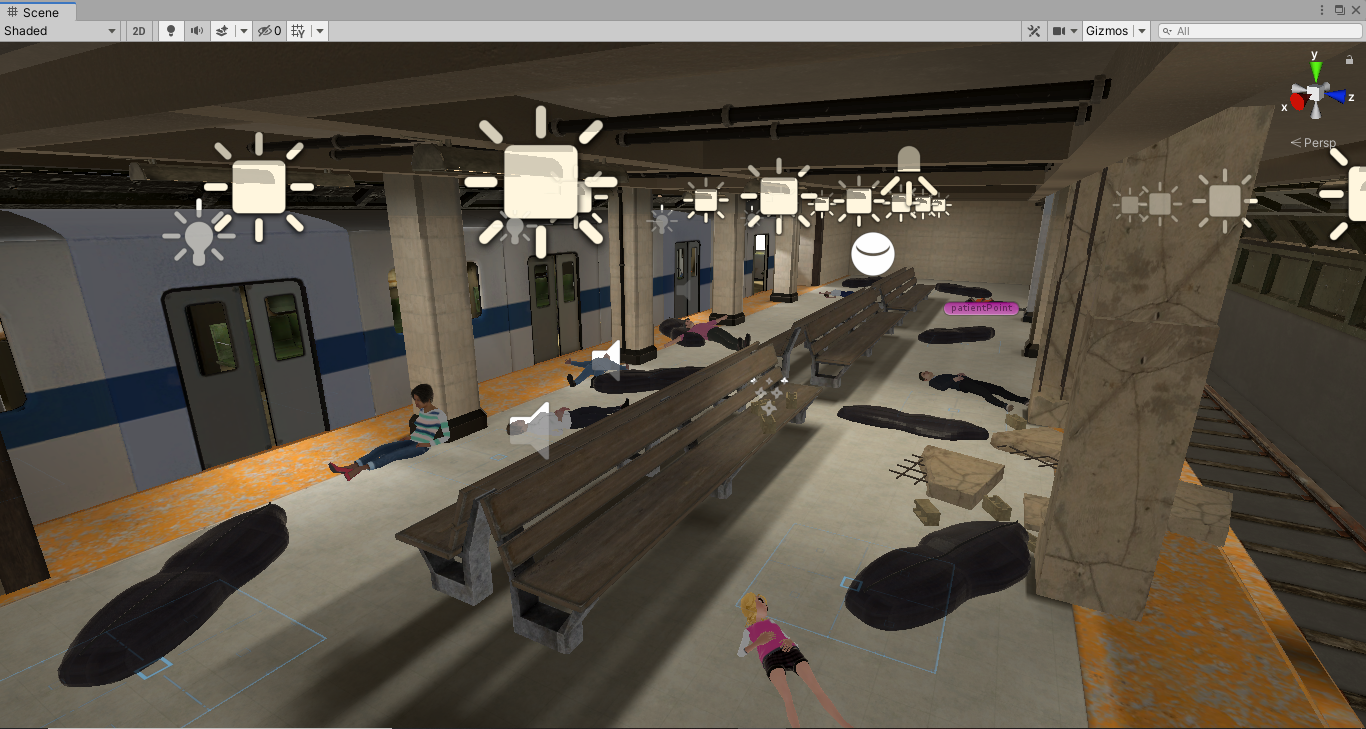 Scene
Shaded
2D
0
Gizmos
All
y
x
z
Persp
patientPoint